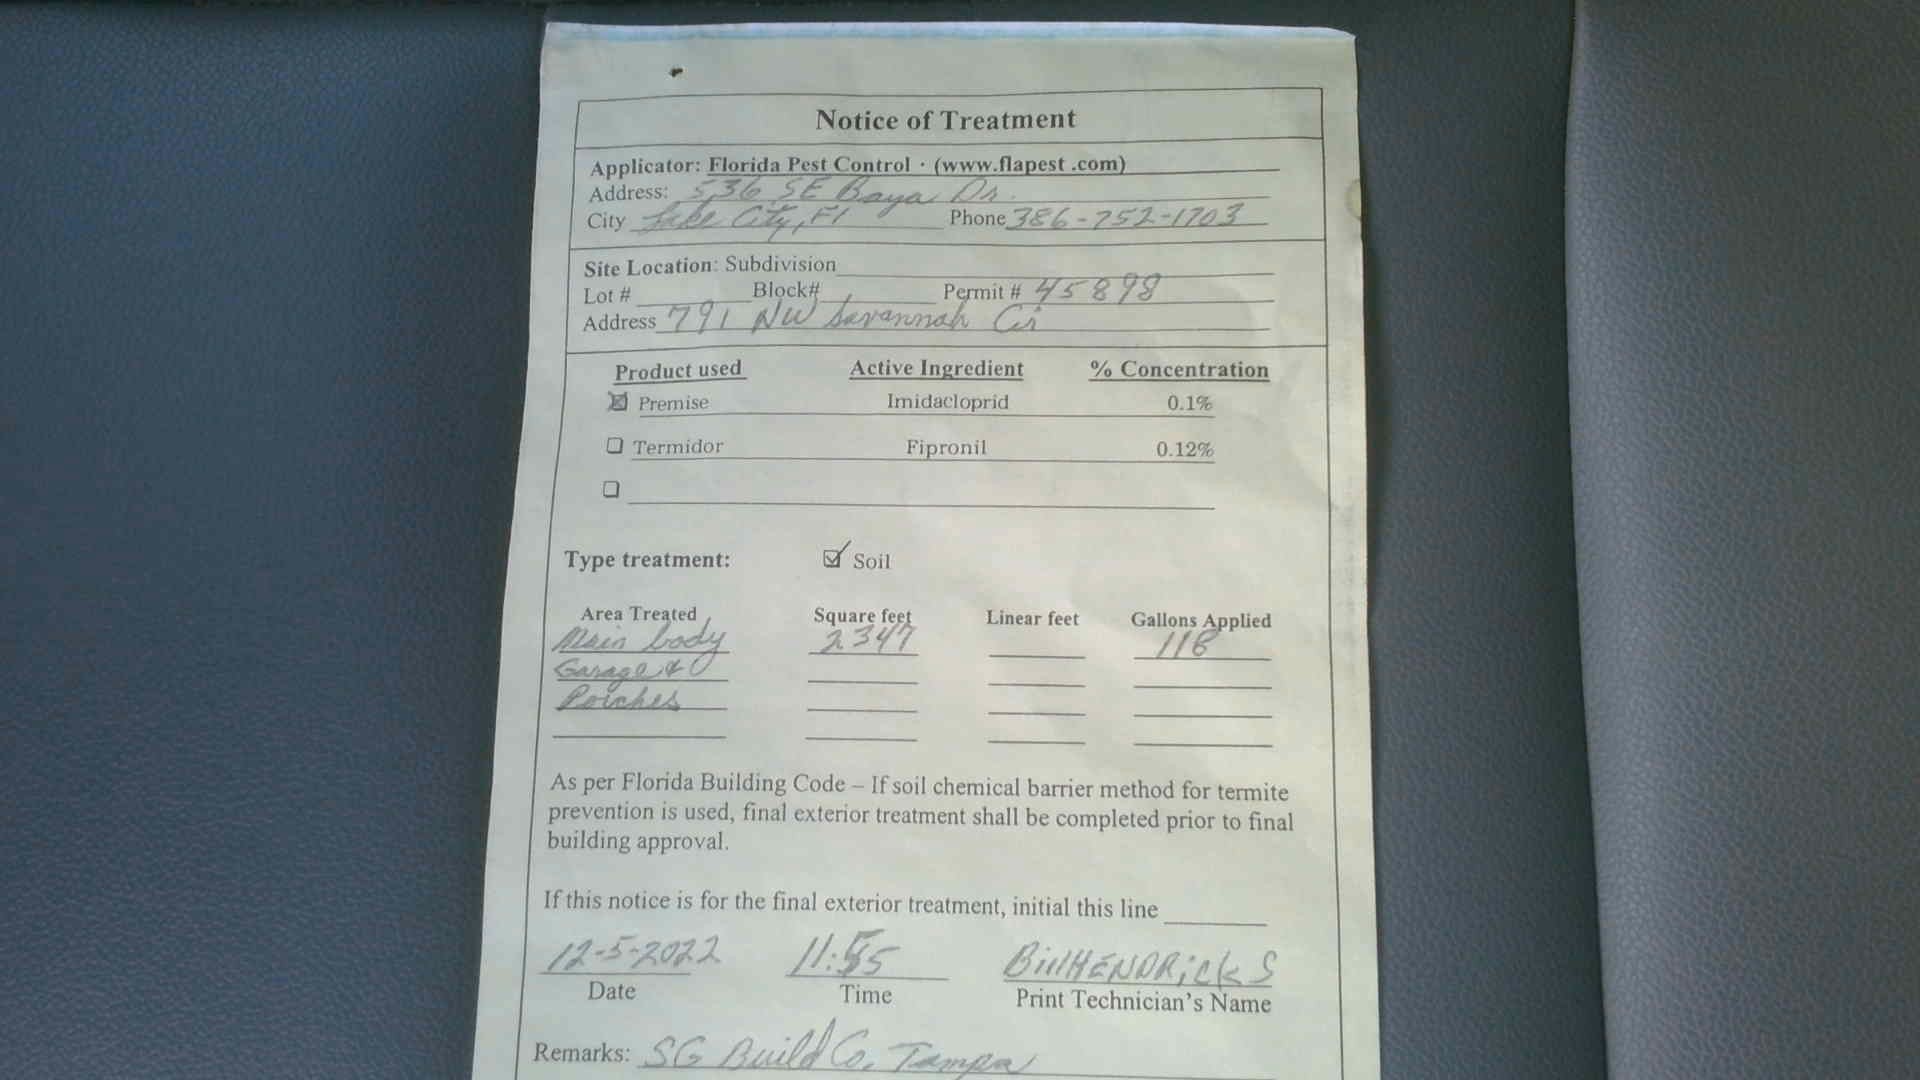 Notice of Treatment
Applicator: Florida Pest Control · (www.flapest .com)
Address: 536 SE Baya Dr.
City Lake City, Fl Phone 386-752-1703
Site Location: Subdivision
Lot # Block# Permit # 45898
Address 791 NW Savannah Cir
Product used Active Ingredient % Concentration
Premise Imidacloprid 0.1%
Termidor Fipronil 0.12%
Type treatment: Soil
Area Treated Square feet Linear feet Gallons Applied
Main body 2347 118
Garage &
Porches
As per Florida Building Code – If soil chemical barrier method for termite
prevention is used, final exterior treatment shall be completed prior to final
building approval.
If this notice is for the final exterior treatment, initial this line
12-5-2022 11:55 Bill HENDRickS
Date Time Print Technician's Name
Remarks: SG Build Co. Tampa